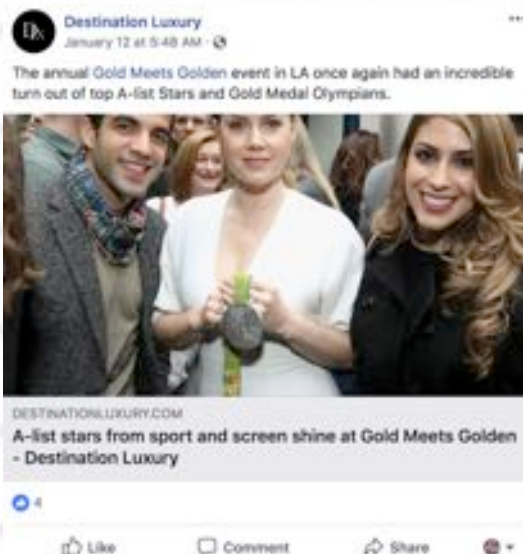 Destination Luxury
January 12 at 5:48 AM ·
The annual Gold Meets Golden event in LA once again had an incredible
turn out of top A-list Stars and Gold Medal Olympians.
DESTINATIONLUXURY.COM
A-list stars from sport and screen shine at Gold Meets Golden
- Destination Luxury
4
Like Comment Share